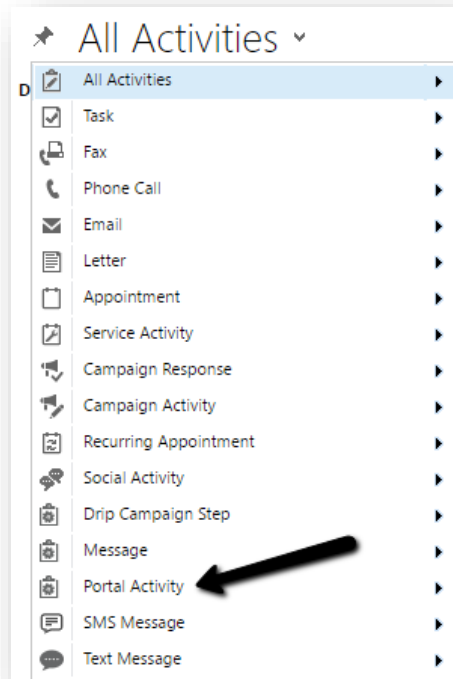 All Activities
D
All Activities
Task
Fax
Phone Call
Email
Letter
Appointment
Service Activity
Campaign Response
Campaign Activity
Recurring Appointment
Social Activity
Drip Campaign Step
Message
Portal Activity
SMS Message
Text Message